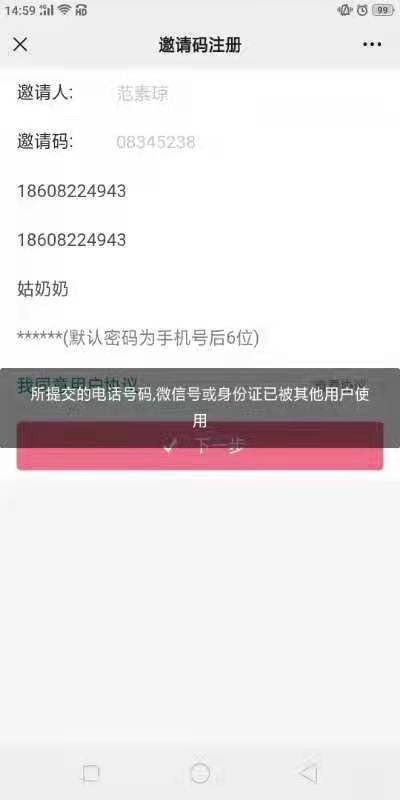 14:59 HD 99
邀请码注册
邀请人: 范素琼
邀请码: 08345238
18608224943
18608224943
姑奶奶
******(默认密码为手机号后6位)
我同意用户协议
所提交的电话号码,微信号或身份证已被其他用户使
用
下一步